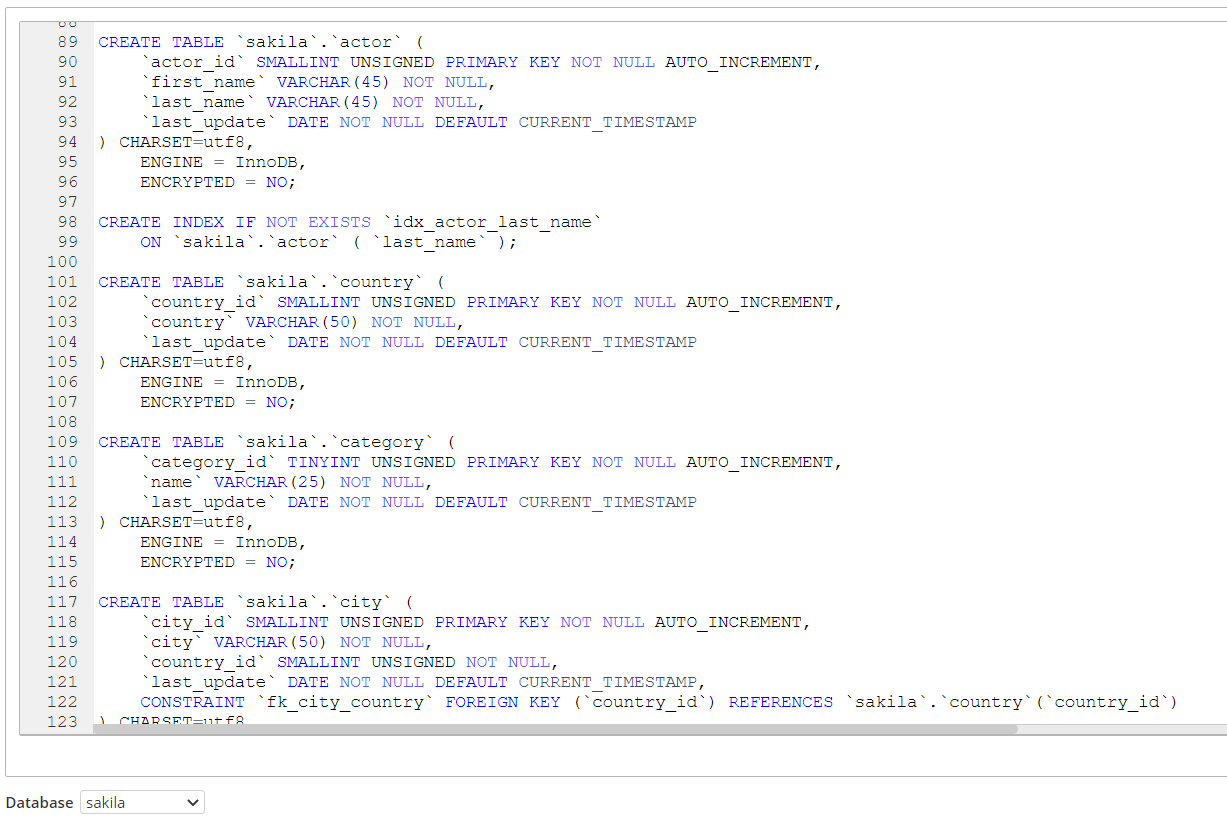 88
89 CREATE TABLE `sakila`.`actor` (
90 `actor_id` SMALLINT UNSIGNED PRIMARY KEY NOT NULL AUTO_INCREMENT,
91 `first_name` VARCHAR(45) NOT NULL,
92 `last_name` VARCHAR(45) NOT NULL,
93 `last_update` DATE NOT NULL DEFAULT CURRENT_TIMESTAMP
94 ) CHARSET=utf8,
95 ENGINE = InnoDB,
96 ENCRYPTED = NO;
97
98 CREATE INDEX IF NOT EXISTS `idx_actor_last_name`
99 ON `sakila`.`actor` ( `last_name` );
100
101 CREATE TABLE `sakila`.`country` (
102 `country_id` SMALLINT UNSIGNED PRIMARY KEY NOT NULL AUTO_INCREMENT,
103 `country` VARCHAR(50) NOT NULL,
104 `last_update` DATE NOT NULL DEFAULT CURRENT_TIMESTAMP
105 ) CHARSET=utf8,
106 ENGINE = InnoDB,
107 ENCRYPTED = NO;
108
109 CREATE TABLE `sakila`.`category` (
110 `category_id` TINYINT UNSIGNED PRIMARY KEY NOT NULL AUTO_INCREMENT,
111 `name` VARCHAR(25) NOT NULL,
112 `last_update` DATE NOT NULL DEFAULT CURRENT_TIMESTAMP
113 ) CHARSET=utf8,
114 ENGINE = InnoDB,
115 ENCRYPTED = NO;
116
117 CREATE TABLE `sakila`.`city` (
118 `city_id` SMALLINT UNSIGNED PRIMARY KEY NOT NULL AUTO_INCREMENT,
119 `city` VARCHAR(50) NOT NULL,
120 `country_id` SMALLINT UNSIGNED NOT NULL,
121 `last_update` DATE NOT NULL DEFAULT CURRENT_TIMESTAMP,
122 CONSTRAINT `fk_city_country` FOREIGN KEY (`country_id`) REFERENCES `sakila`.`country`(`country_id`)
123 ) CHARSET=utf8
Database sakila